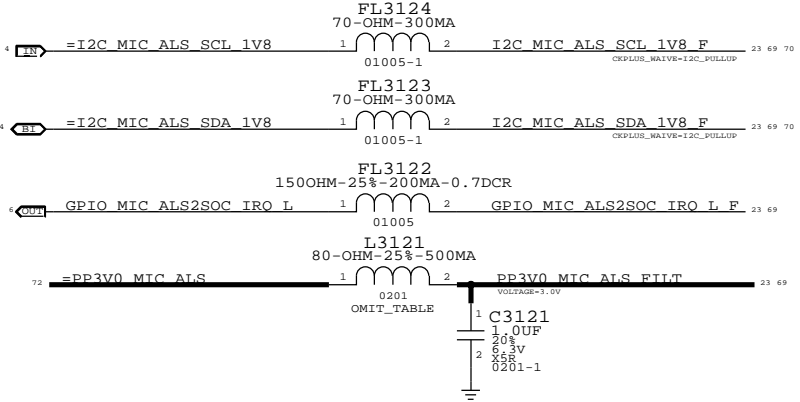 FL3124
70-OHM-300MA
4 IN =I2C_MIC_ALS_SCL_1V8 1 2 I2C_MIC_ALS_SCL_1V8_F 23 69 70
01005-1 CKPLUS_WAIVE=I2C_PULLUP
FL3123
70-OHM-300MA
4 BI =I2C_MIC_ALS_SDA_1V8 1 2 I2C_MIC_ALS_SDA_1V8_F 23 69 70
01005-1 CKPLUS_WAIVE=I2C_PULLUP
FL3122
150OHM-25%-200MA-0.7DCR
6 OUT GPIO_MIC_ALS2SOC_IRQ_L 1 2 GPIO_MIC_ALS2SOC_IRQ_L_F 23 69
01005
L3121
80-OHM-25%-500MA
72 =PP3V0_MIC_ALS 1 2 PP3V0_MIC_ALS_FILT 23 69
0201 VOLTAGE=3.0V
OMIT_TABLE
1 C3121
1.0UF
20%
6.3V
2 X5R
0201-1